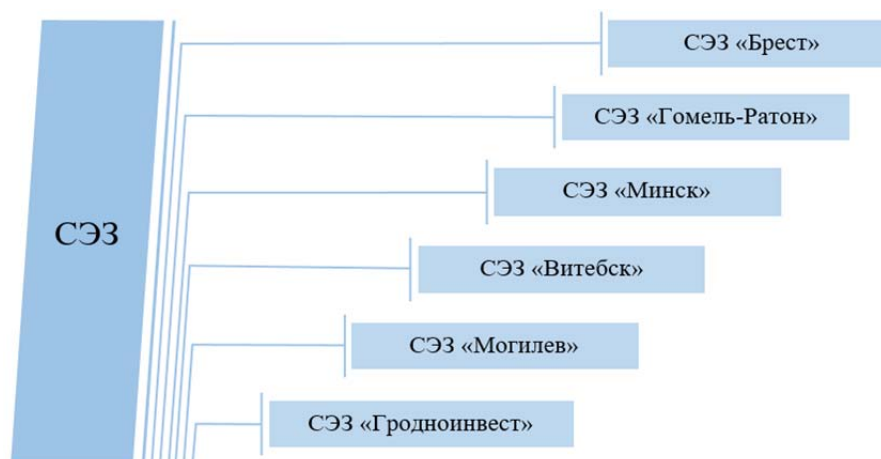 СЭЗ
СЭЗ «Брест»
СЭЗ «Гомель-Ратон»
СЭЗ «Минск»
СЭЗ «Витебск»
СЭЗ «Могилев»
СЭЗ «Гродноинвест»